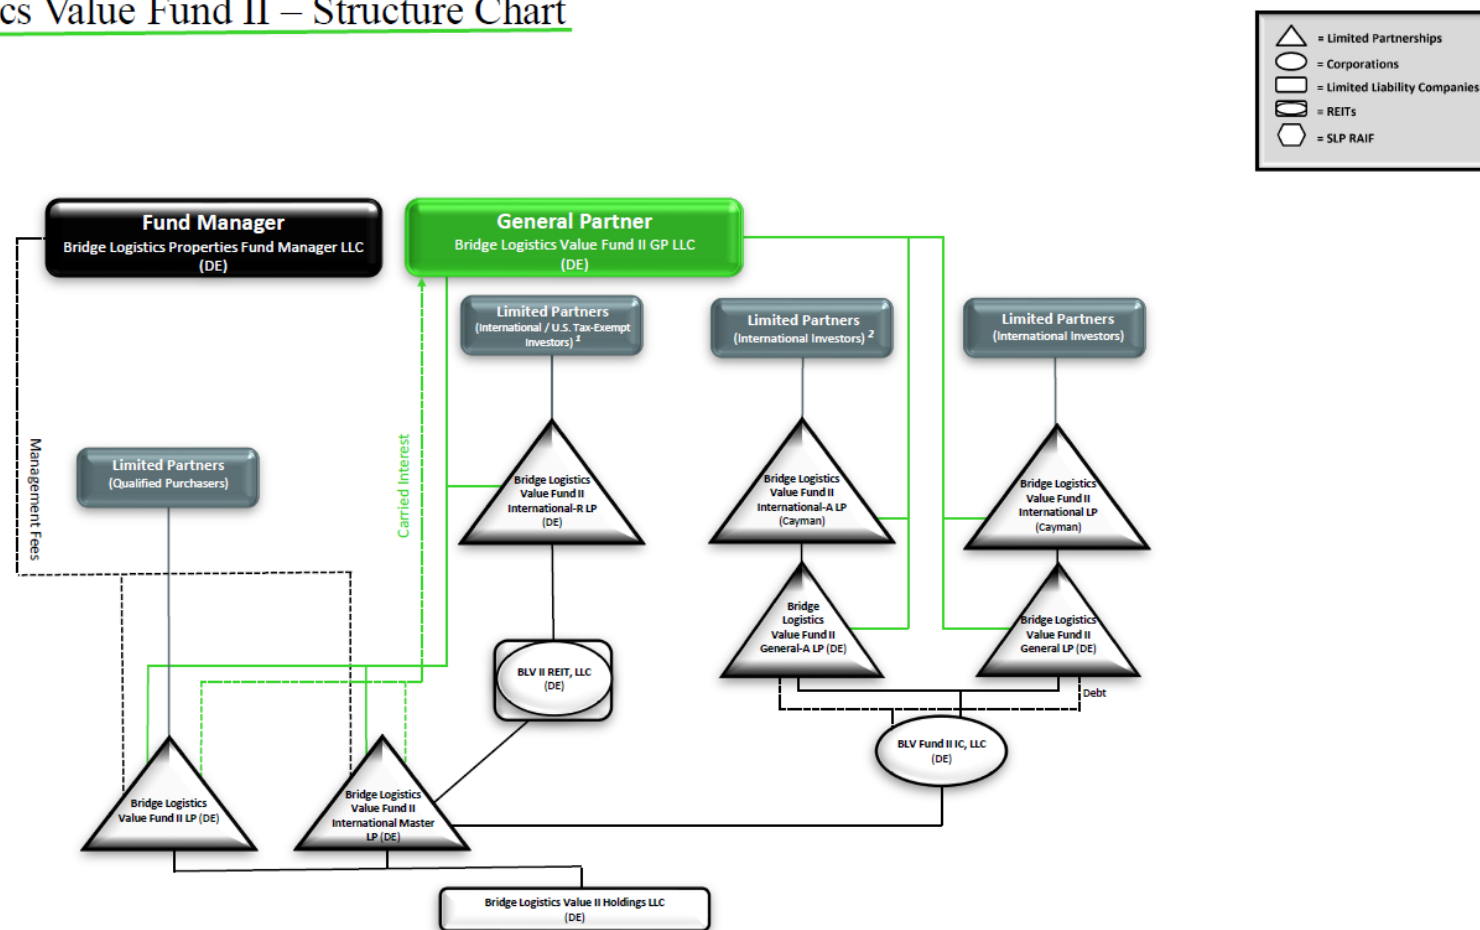 cs Value Fund II – Structure Chart
= Limited Partnerships
= Corporations
= Limited Liability Companies
= REITs
= SLP RAIF
Fund Manager
Bridge Logistics Properties Fund Manager LLC
(DE)
General Partner
Bridge Logistics Value Fund II GP LLC
(DE)
Limited Partners
(International / U.S. Tax-Exempt
Investors) 1
Limited Partners
(International Investors) 2
Limited Partners
(International Investors)
Management Fees
Carried Interest
Limited Partners
(Qualified Purchasers)
Bridge Logistics
Value Fund II
International-R LP
(DE)
Bridge Logistics
Value Fund II
International-A LP
(Cayman)
Bridge Logistics
Value Fund II
International LP
(Cayman)
Bridge
Logistics
Value Fund II
General-A LP (DE)
Bridge Logistics
Value Fund II
General LP (DE)
BLV II REIT, LLC
(DE)
Debt
BLV Fund II IC, LLC
(DE)
Bridge Logistics
Value Fund II LP (DE)
Bridge Logistics
Value Fund II
International Master
LP (DE)
Bridge Logistics Value II Holdings LLC
(DE)